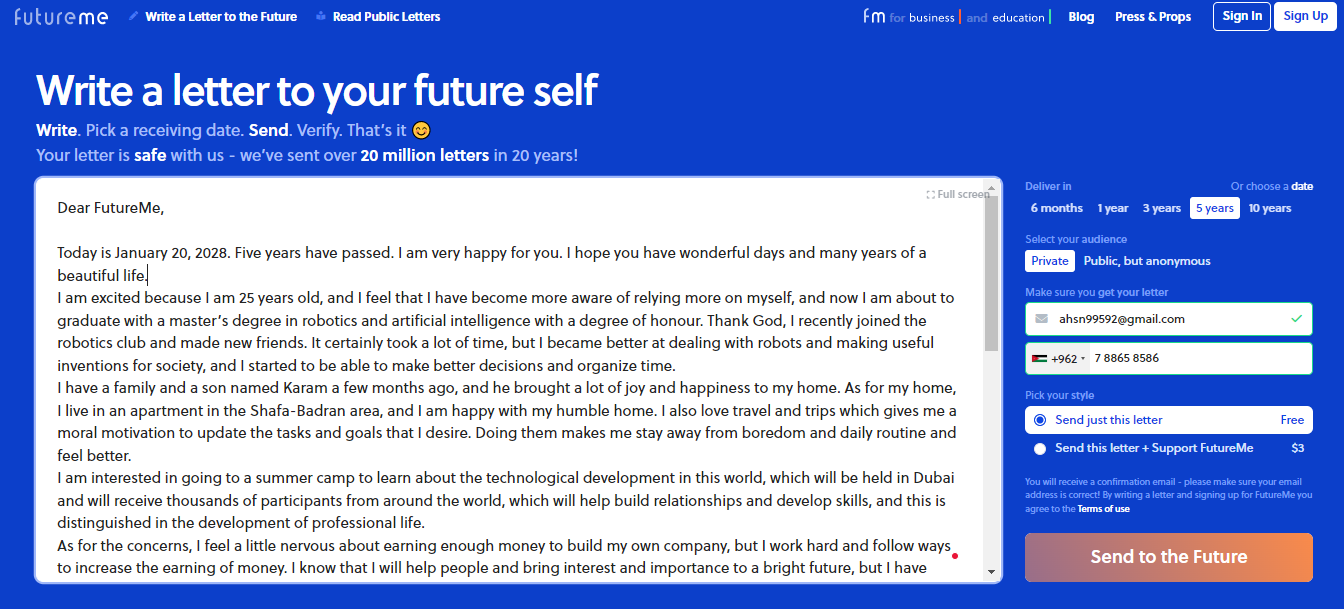 futureme
Write a Letter to the Future
Read Public Letters
fm for business | and education |
Blog
Press & Props
Sign In
Sign Up
Write a letter to your future self
Write. Pick a receiving date. Send. Verify. That's it 😊
Your letter is safe with us - we've sent over 20 million letters in 20 years!
Full screen
Dear FutureMe,
Today is January 20, 2028. Five years have passed. I am very happy for you. I hope you have wonderful days and many years of a
beautiful life.
I am excited because I am 25 years old, and I feel that I have become more aware of relying more on myself, and now I am about to
graduate with a master's degree in robotics and artificial intelligence with a degree of honour. Thank God, I recently joined the
robotics club and made new friends. It certainly took a lot of time, but I became better at dealing with robots and making useful
inventions for society, and I started to be able to make better decisions and organize time.
I have a family and a son named Karam a few months ago, and he brought a lot of joy and happiness to my home. As for my home,
I live in an apartment in the Shafa-Badran area, and I am happy with my humble home. I also love travel and trips which gives me a
moral motivation to update the tasks and goals that I desire. Doing them makes me stay away from boredom and daily routine and
feel better.
I am interested in going to a summer camp to learn about the technological development in this world, which will be held in Dubai
and will receive thousands of participants from around the world, which will help build relationships and develop skills, and this is
distinguished in the development of professional life.
As for the concerns, I feel a little nervous about earning enough money to build my own company, but I work hard and follow ways
to increase the earning of money. I know that I will help people and bring interest and importance to a bright future, but I have
Deliver in
Or choose a date
6 months
1 year
3 years
5 years
10 years
Select your audience
Private
Public, but anonymous
Make sure you get your letter
ahsn99592@gmail.com
+962
7 8865 8586
Pick your style
Send just this letter
Free
Send this letter + Support FutureMe
$3
You will receive a confirmation email - please make sure your email
address is correct! By writing a letter and signing up for FutureMe you
agree to the Terms of use
Send to the Future